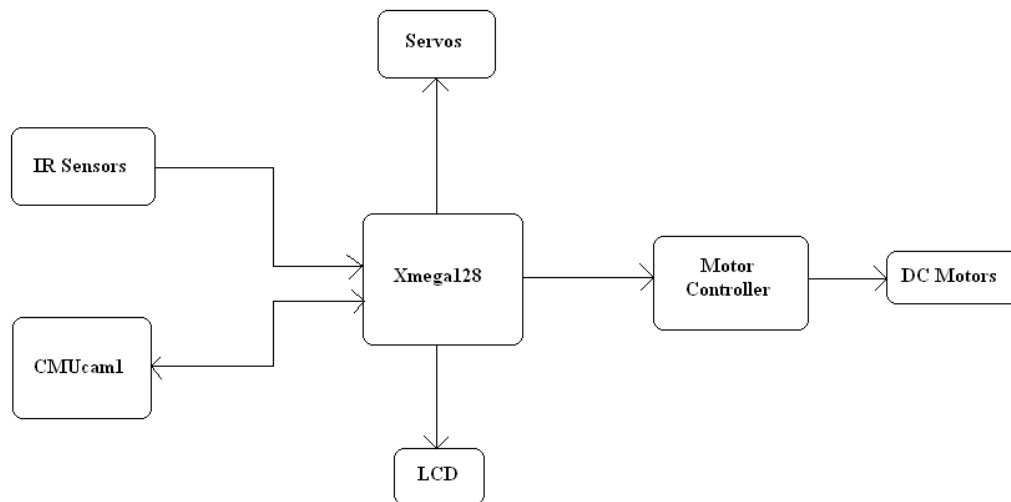 Servos
IR Sensors
Xmega128
Motor
Controller
DC Motors
CMUcam1
LCD